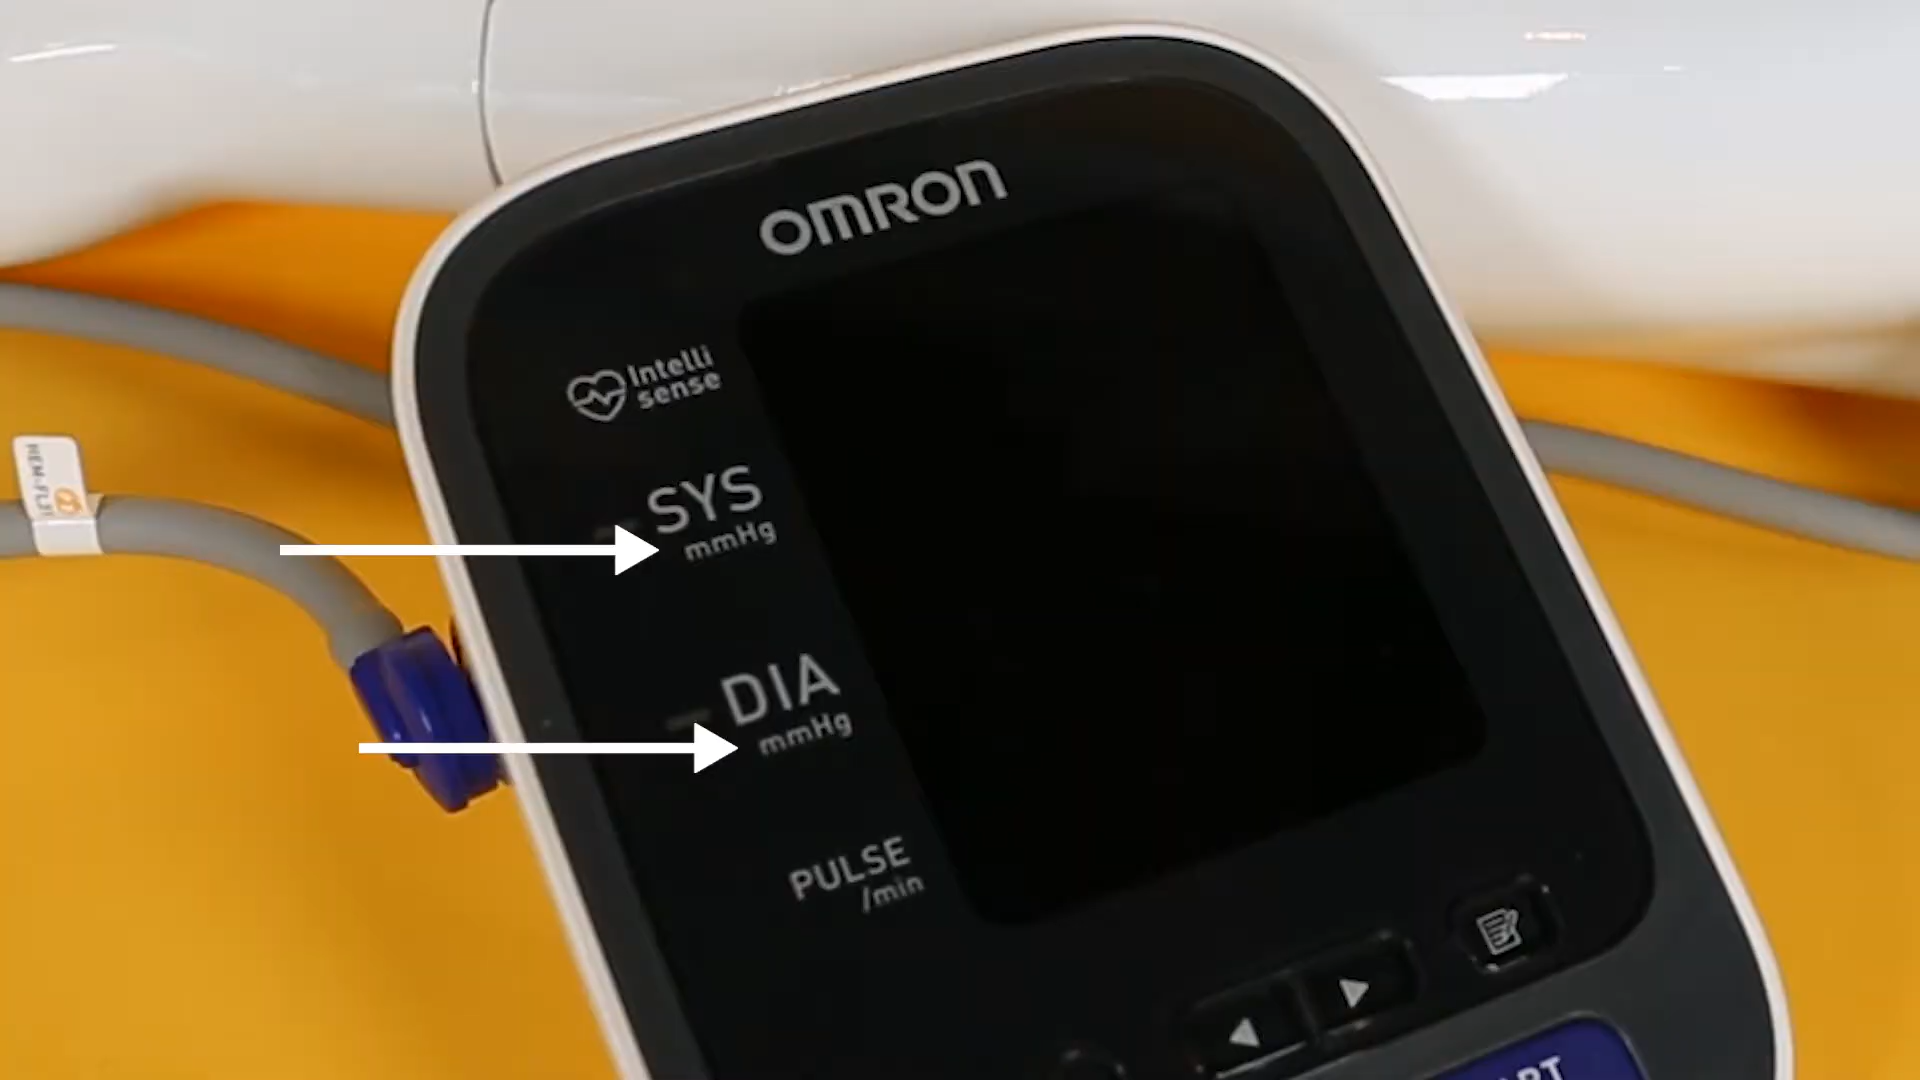 OMRON
Intelli
sense
SYS
mmHg
DIA
mmHg
PULSE
/min